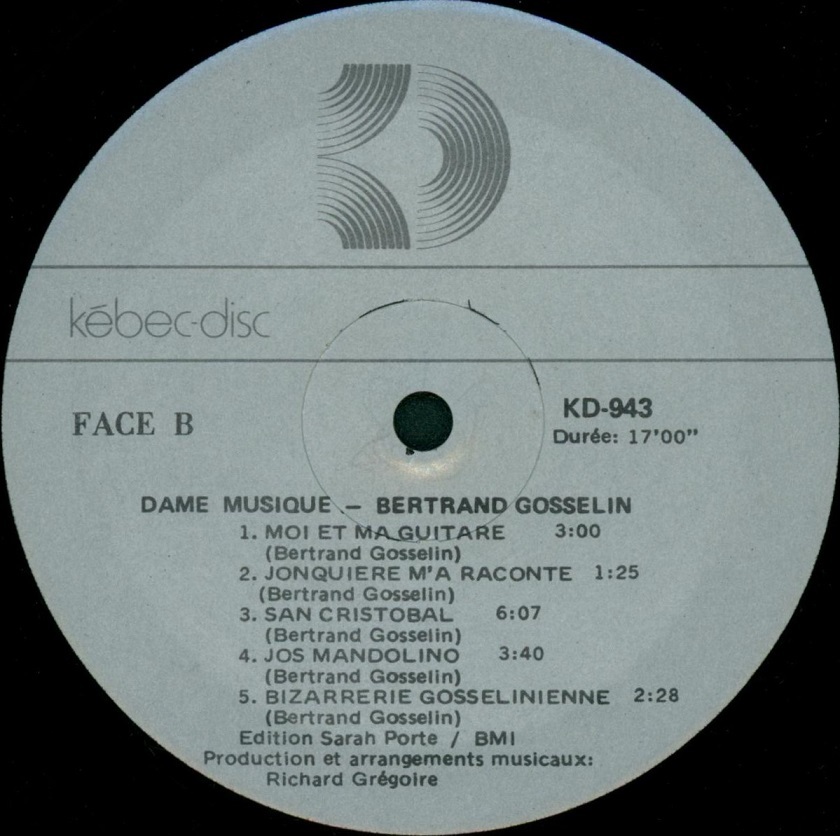 kébec-disc
FACE B
KD-943
Durée: 17'00"
DAME MUSIQUE – BERTRAND GOSSELIN
1. MOI ET MA GUITARE 3:00
(Bertrand Gosselin)
2. JONQUIERE M'A RACONTE 1:25
(Bertrand Gosselin)
3. SAN CRISTOBAL 6:07
(Bertrand Gosselin)
4. JOS MANDOLINO 3:40
(Bertrand Gosselin)
5. BIZARRERIE GOSSELINIENNE 2:28
(Bertrand Gosselin)
Edition Sarah Porte / BMI
Production et arrangements musicaux:
Richard Grégoire